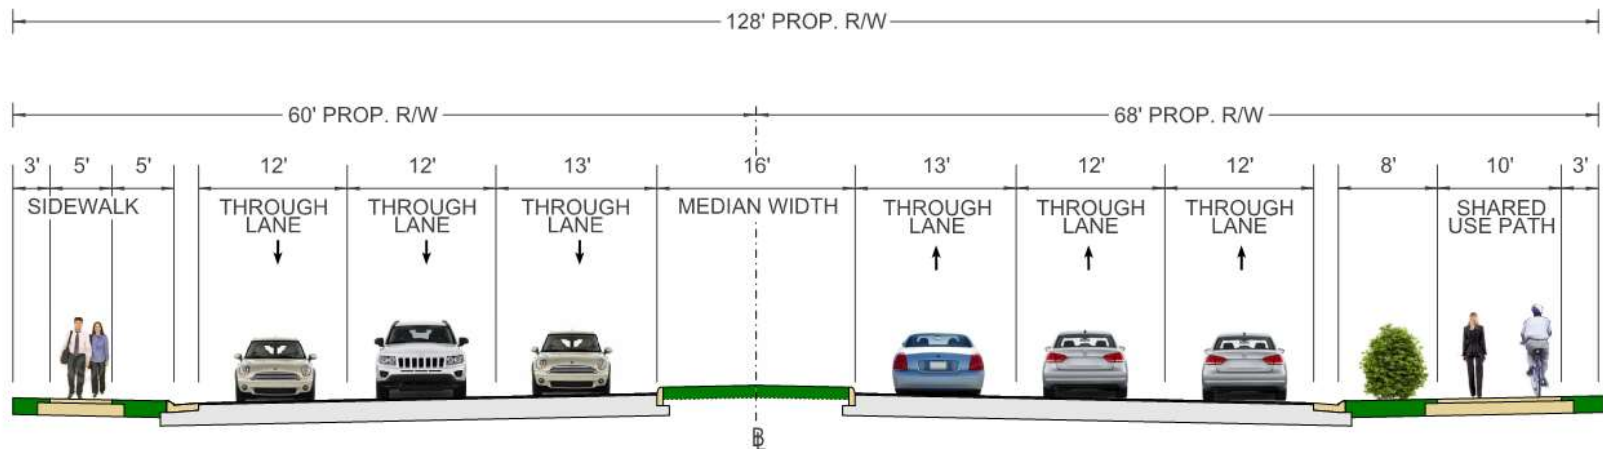 128' PROP. R/W
60' PROP. R/W
68' PROP. R/W
3' 5' 5' 12' 12' 13' 16' 13' 12' 12' 8' 10' 3'
SIDEWALK
THROUGH
LANE
THROUGH
LANE
THROUGH
LANE
MEDIAN WIDTH
THROUGH
LANE
THROUGH
LANE
THROUGH
LANE
SHARED
USE PATH
BL